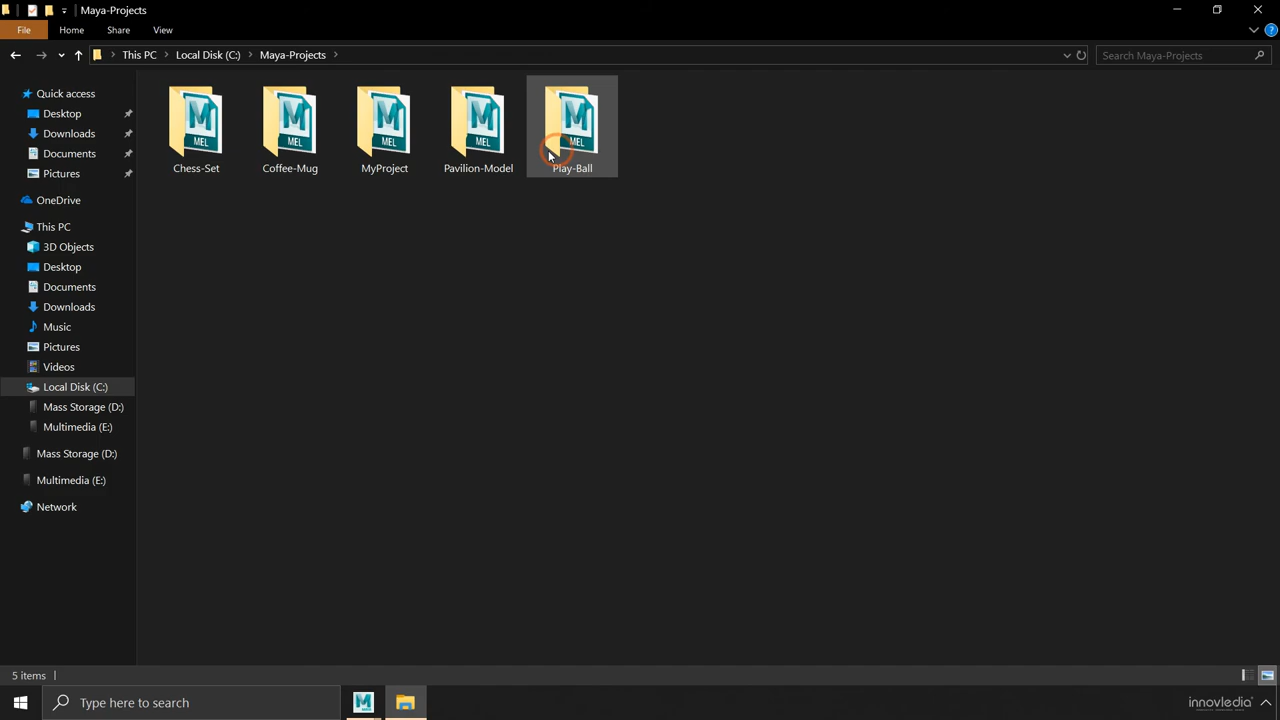 Maya-Projects
File Home Share View
This PC Local Disk (C:) Maya-Projects
Search Maya-Projects
Quick access
Desktop
Downloads
Documents
Pictures
OneDrive
This PC
3D Objects
Desktop
Documents
Downloads
Music
Pictures
Videos
Local Disk (C:)
Mass Storage (D:)
Multimedia (E:)
Mass Storage (D:)
Multimedia (E:)
Network
M M M M M
MEL MEL MEL MEL MEL
Chess-Set Coffee-Mug MyProject Pavilion-Model Play-Ball
5 items
Type here to search
M
innovledia